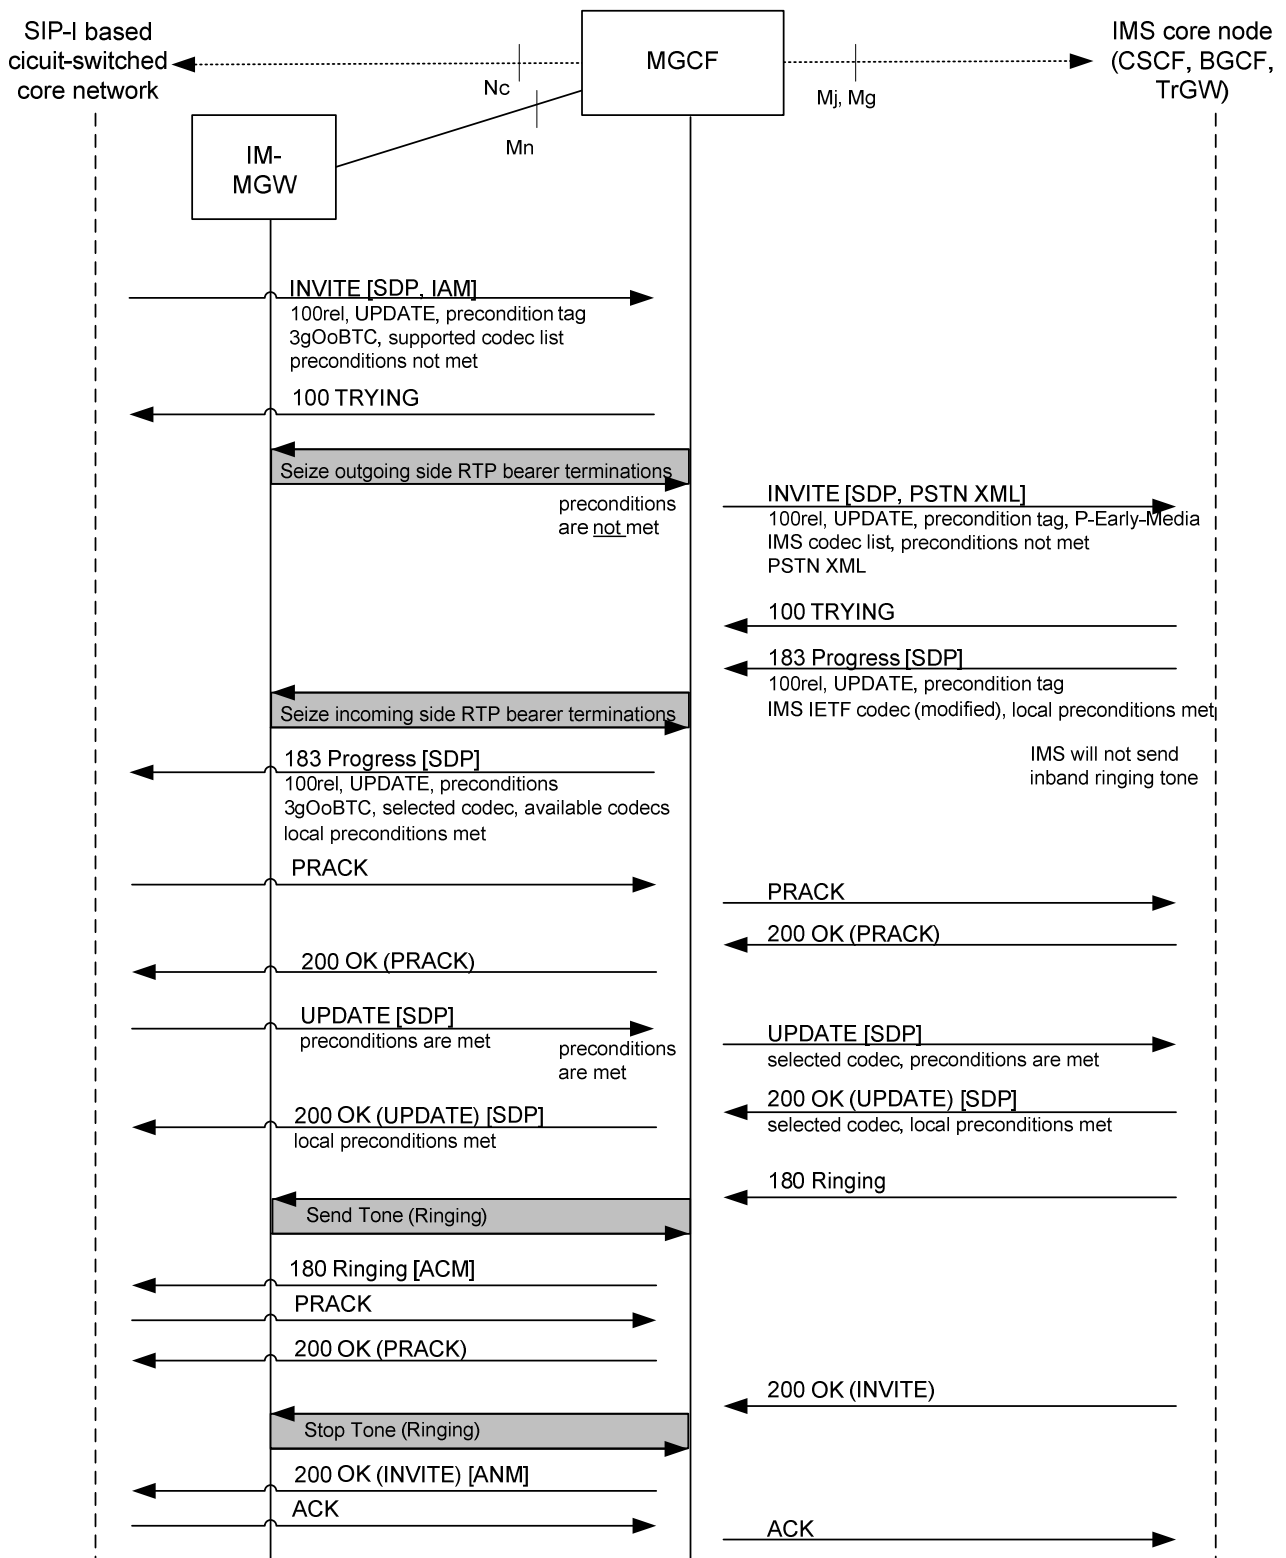 SIP-I based
cicuit-switched
core network
MGCF
IMS core node
(CSCF, BGCF,
TrGW)
Nc
Mj, Mg
Mn
IM-
MGW
INVITE [SDP, IAM]
100rel, UPDATE, precondition tag
3gOoBTC, supported codec list
preconditions not met
100 TRYING
Seize outgoing side RTP bearer terminations
preconditions
are not met
INVITE [SDP, PSTN XML]
100rel, UPDATE, precondition tag, P-Early-Media
IMS codec list, preconditions not met
PSTN XML
100 TRYING
183 Progress [SDP]
100rel, UPDATE, precondition tag
IMS IETF codec (modified), local preconditions met
Seize incoming side RTP bearer terminations
IMS will not send
inband ringing tone
183 Progress [SDP]
100rel, UPDATE, preconditions
3gOoBTC, selected codec, available codecs
local preconditions met
PRACK
PRACK
200 OK (PRACK)
200 OK (PRACK)
UPDATE [SDP]
preconditions are met
preconditions
are met
UPDATE [SDP]
selected codec, preconditions are met
200 OK (UPDATE) [SDP]
selected codec, local preconditions met
200 OK (UPDATE) [SDP]
local preconditions met
180 Ringing
Send Tone (Ringing)
180 Ringing [ACM]
PRACK
200 OK (PRACK)
200 OK (INVITE)
Stop Tone (Ringing)
200 OK (INVITE) [ANM]
ACK
ACK